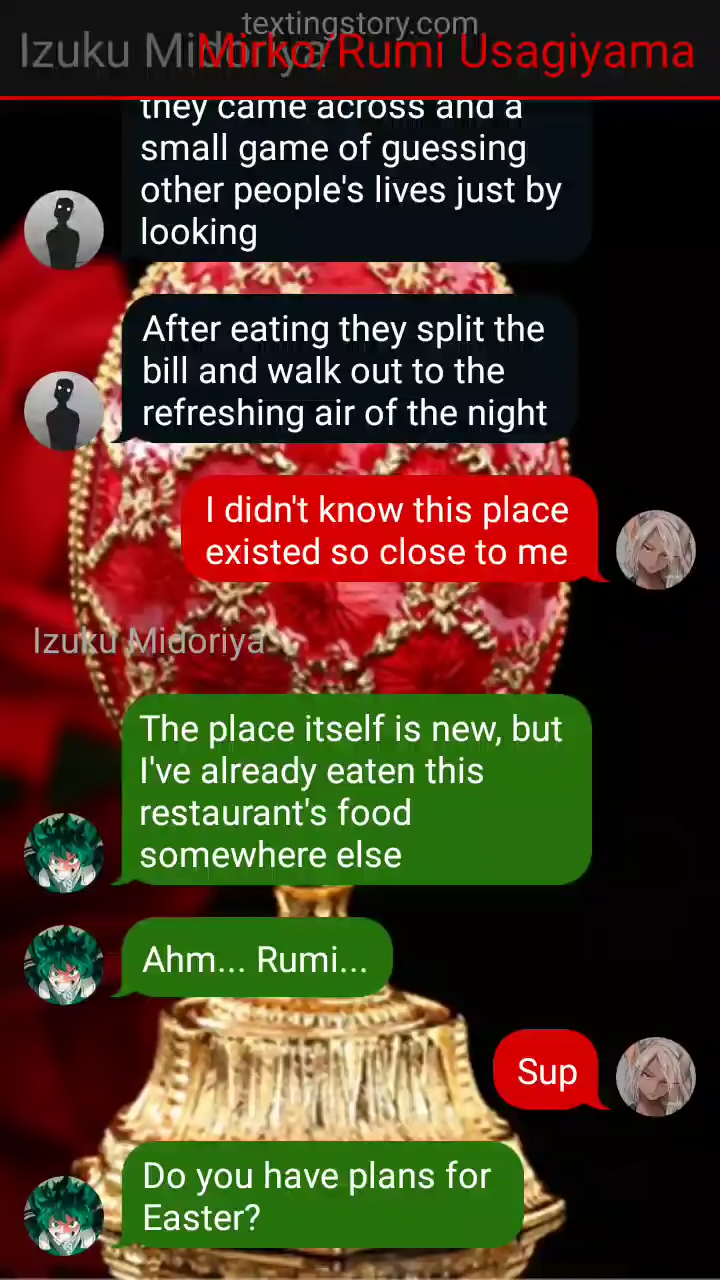 textingstory.com
Izuku Midoriya
Mirko/Rumi Usagiyama
they came across and a
small game of guessing
other people's lives just by
looking
After eating they split the
bill and walk out to the
refreshing air of the night
I didn't know this place
existed so close to me
Izuku Midoriya
The place itself is new, but
I've already eaten this
restaurant's food
somewhere else
Ahm... Rumi...
Sup
Do you have plans for
Easter?